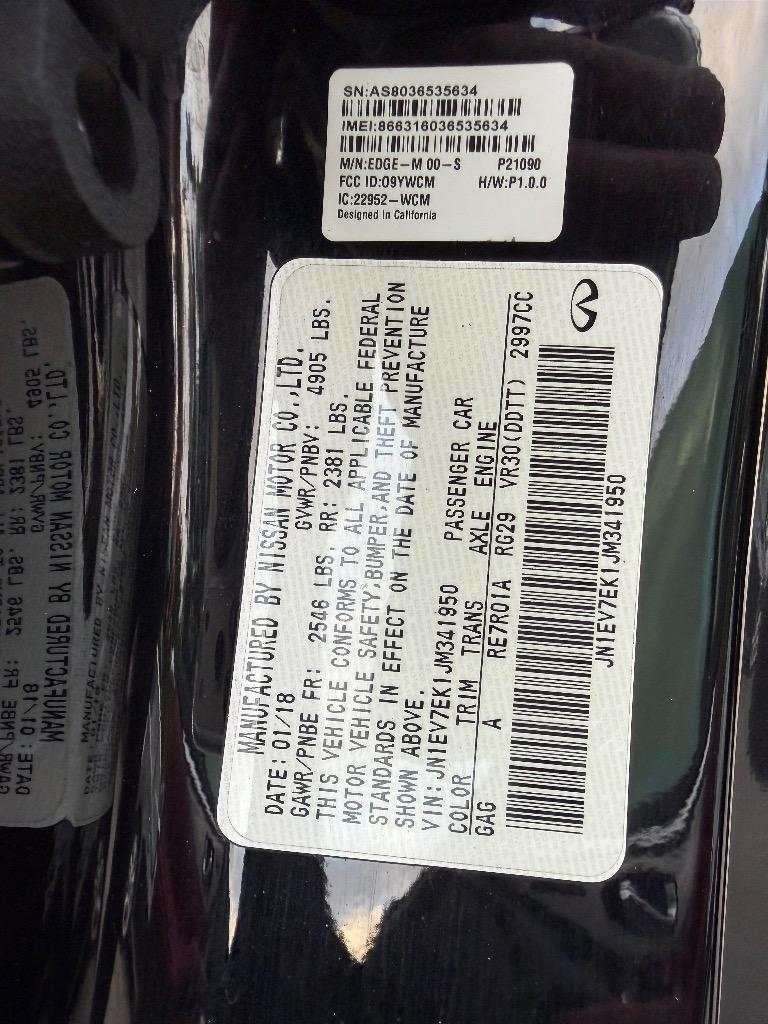 SN:AS8036535634
IMEI:866316036535634
M/N:EDGE-M 00-S P21090
FCC ID:O9YWCM H/W:P1.0.0
IC:22952-WCM
Designed in California
MANUFACTURED BY NISSAN MOTOR CO.,LTD.
DATE: 01/18 GVWR/PNBV: 4905 LBS.
GAWR/PNBE FR: 2546 LBS. RR: 2381 LBS.
THIS VEHICLE CONFORMS TO ALL APPLICABLE FEDERAL
MOTOR VEHICLE SAFETY,BUMPER,AND THEFT PREVENTION
STANDARDS IN EFFECT ON THE DATE OF MANUFACTURE
SHOWN ABOVE.
VIN: JN1EV7EK1JM341950 PASSENGER CAR
COLOR TRIM TRANS AXLE ENGINE
GAG A RE7R01A RG29 VR30(DDTT) 2997CC
JN1EV7EK1JM341950